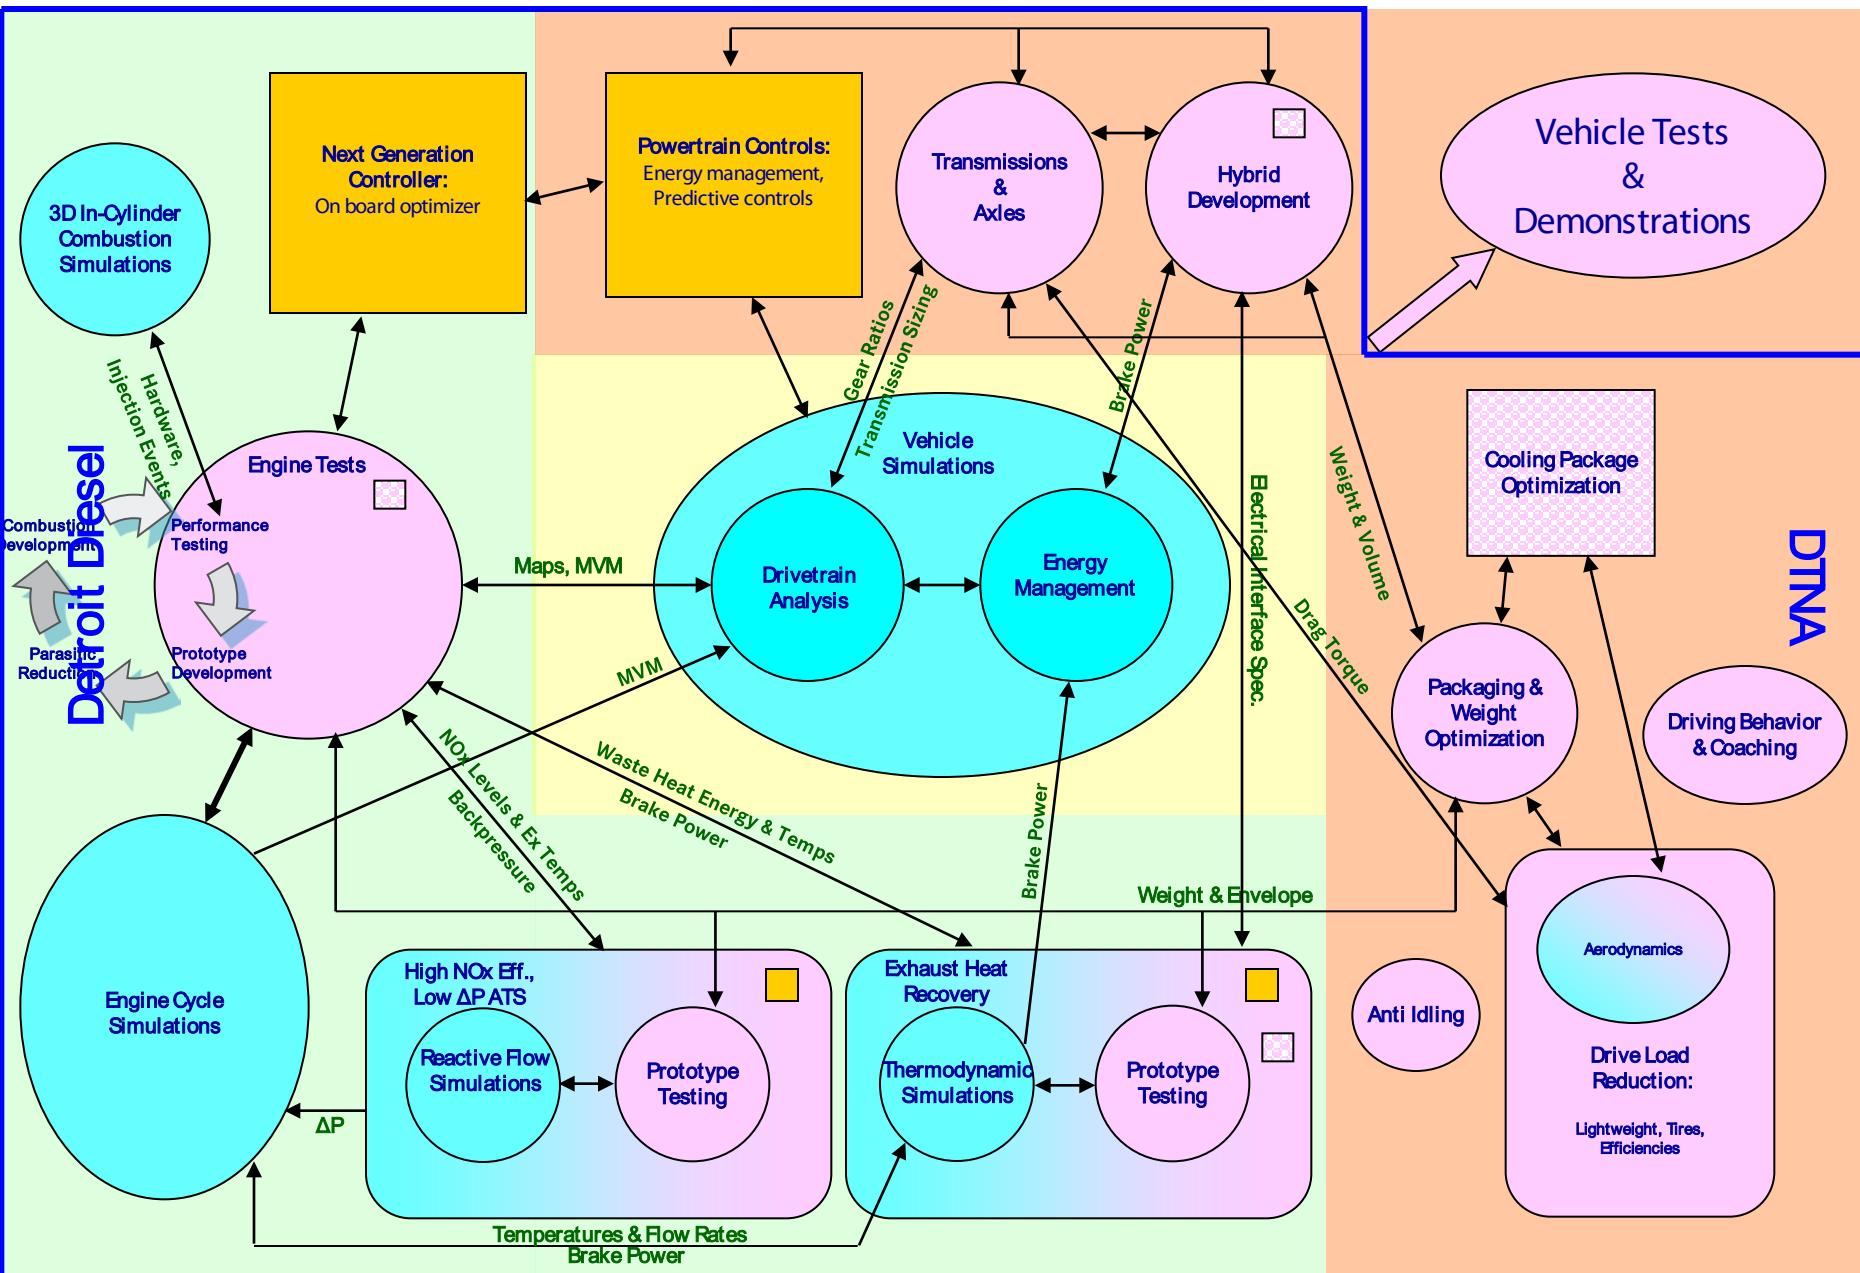 Next Generation
Controller:
On board optimizer
Powertrain Controls:
Energy management,
Predictive controls
Transmissions
&
Axles
Hybrid
Development
Vehicle Tests
&
Demonstrations
3D In-Cylinder
Combustion
Simulations
Hardware,
Injection Events
Gear Ratios
Transmission Sizing
Brake Power
Engine Tests
Vehicle
Simulations
Electrical Interface Spec.
Weight & Volume
Cooling Package
Optimization
Detroit Diesel
DTNA
Combustion
Development
Performance
Testing
Parasitic
Reduction
Prototype
Development
Maps, MVM
Drivetrain
Analysis
Energy
Management
MVM
Drag Torque
Packaging &
Weight
Optimization
Driving Behavior
& Coaching
NOx Levels & Ex Temps
Backpressure
Waste Heat Energy & Temps
Brake Power
Brake Power
Weight & Envelope
Engine Cycle
Simulations
High NOx Eff.,
Low ΔP ATS
Reactive Flow
Simulations
Prototype
Testing
Exhaust Heat
Recovery
Thermodynamic
Simulations
Prototype
Testing
Anti Idling
Aerodynamics
Drive Load
Reduction:
Lightweight, Tires,
Efficiencies
ΔP
Temperatures & Flow Rates
Brake Power